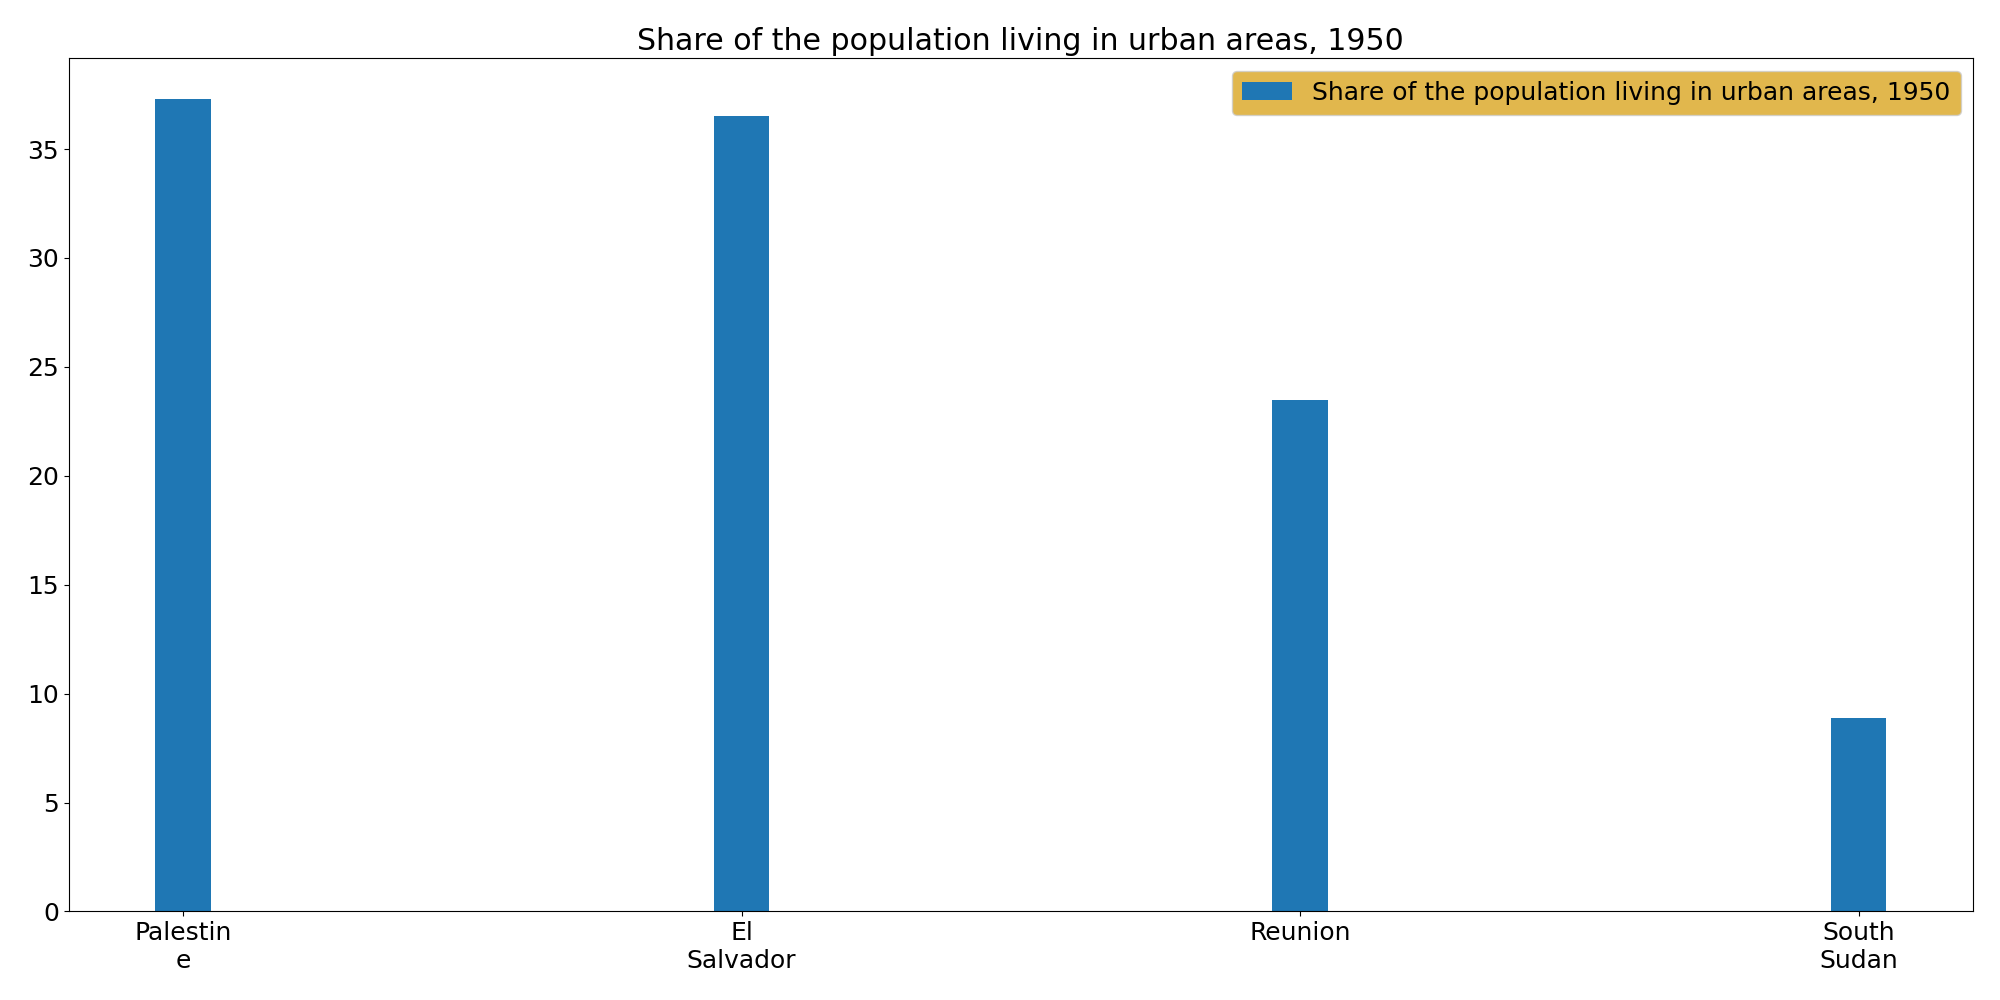 Share of the population living in urban areas, 1950
Share of the population living in urban areas, 1950
35
30
25
20
15
10
5
0
Palestin
e
El
Salvador
Reunion
South
Sudan